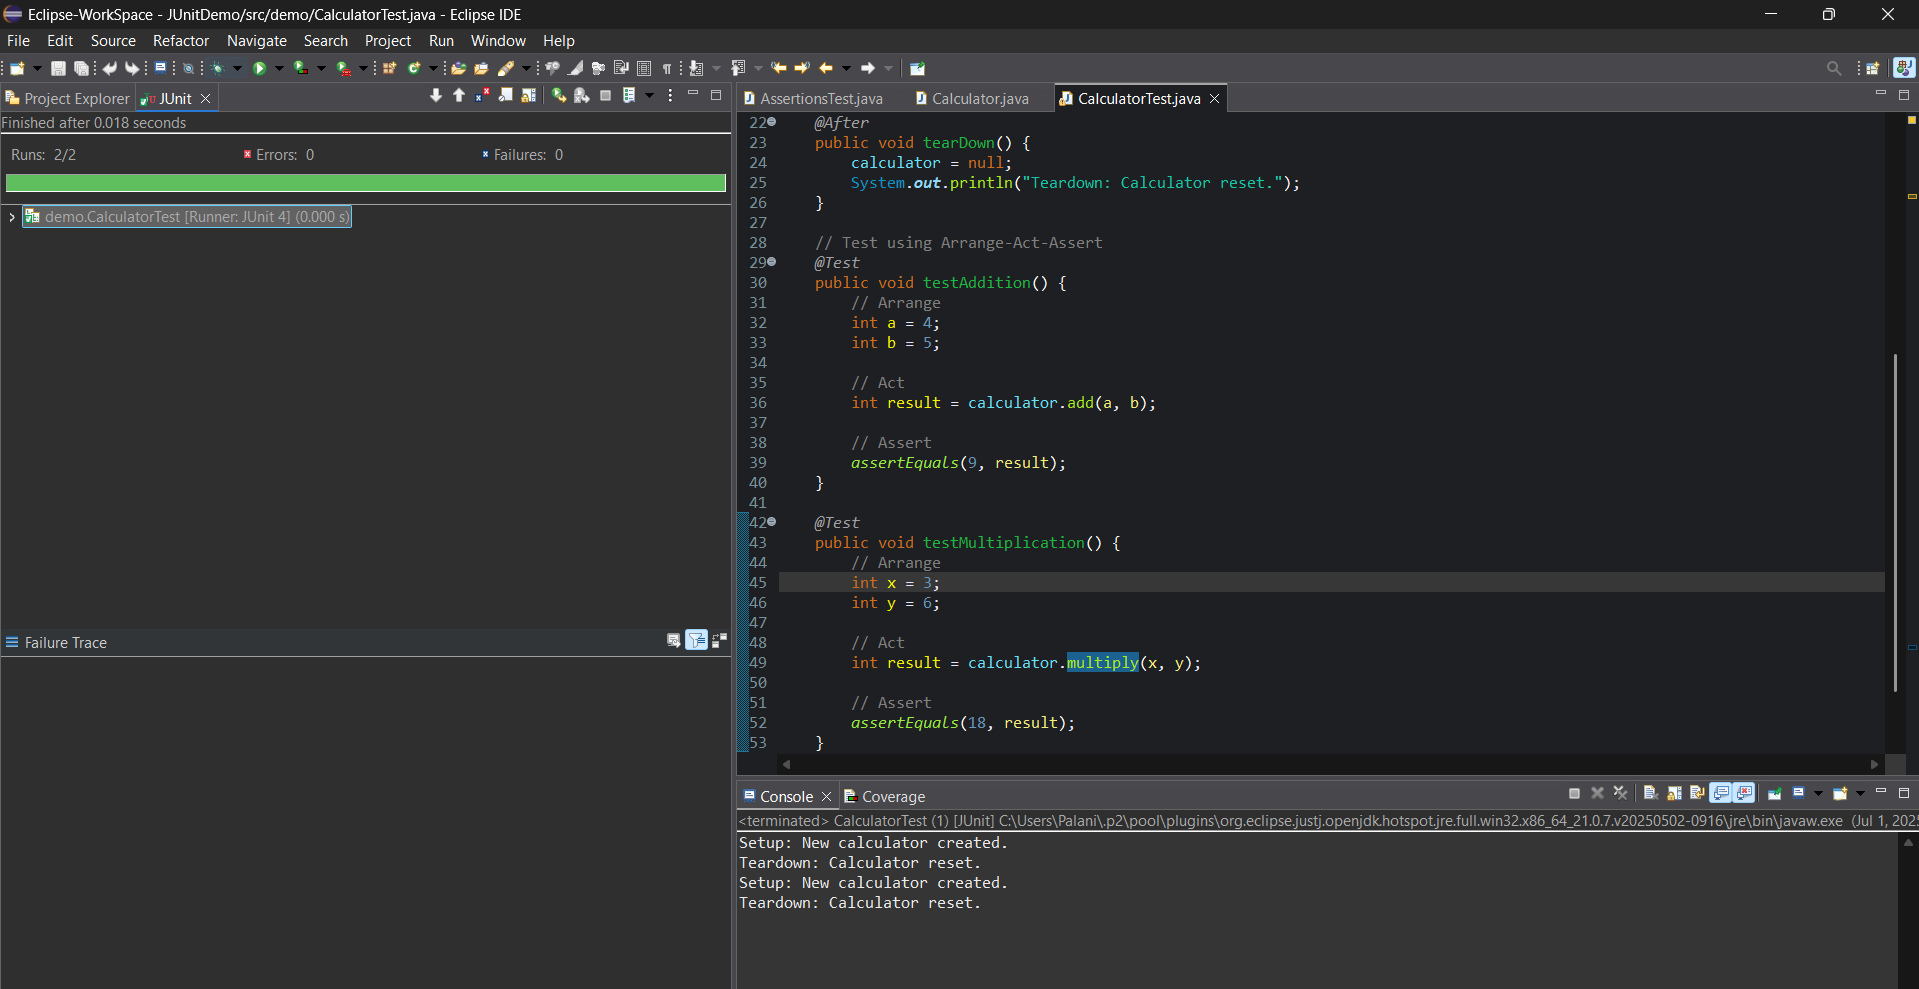 Eclipse-WorkSpace - JUnitDemo/src/demo/CalculatorTest.java - Eclipse IDE
File Edit Source Refactor Navigate Search Project Run Window Help
Project Explorer JUnit
Finished after 0.018 seconds
Runs: 2/2 Errors: 0 Failures: 0
demo.CalculatorTest [Runner: JUnit 4] (0.000 s)
Failure Trace
AssertionsTest.java Calculator.java CalculatorTest.java
22 @After
23 public void tearDown() {
24 calculator = null;
25 System.out.println("Teardown: Calculator reset.");
26 }
27
28 // Test using Arrange-Act-Assert
29 @Test
30 public void testAddition() {
31 // Arrange
32 int a = 4;
33 int b = 5;
34
35 // Act
36 int result = calculator.add(a, b);
37
38 // Assert
39 assertEquals(9, result);
40 }
41
42 @Test
43 public void testMultiplication() {
44 // Arrange
45 int x = 3;
46 int y = 6;
47
48 // Act
49 int result = calculator.multiply(x, y);
50
51 // Assert
52 assertEquals(18, result);
53 }
Console Coverage
<terminated> CalculatorTest (1) [JUnit] C:\Users\Palani\.p2\pool\plugins\org.eclipse.justj.openjdk.hotspot.jre.full.win32.x86_64_21.0.7.v20250502-0916\jre\bin\javaw.exe (Jul 1, 2025
Setup: New calculator created.
Teardown: Calculator reset.
Setup: New calculator created.
Teardown: Calculator reset.